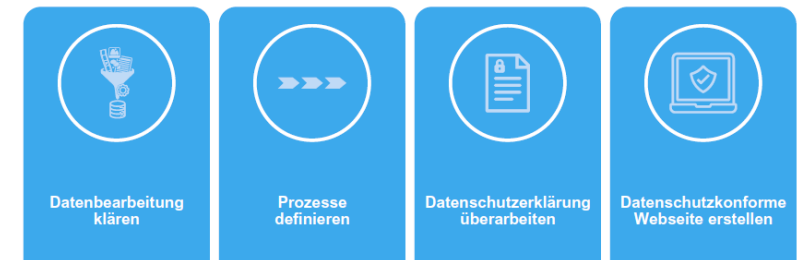 Datenbearbeitung
klären
Prozesse
definieren
Datenschutzerklärung
überarbeiten
Datenschutzkonforme
Webseite erstellen